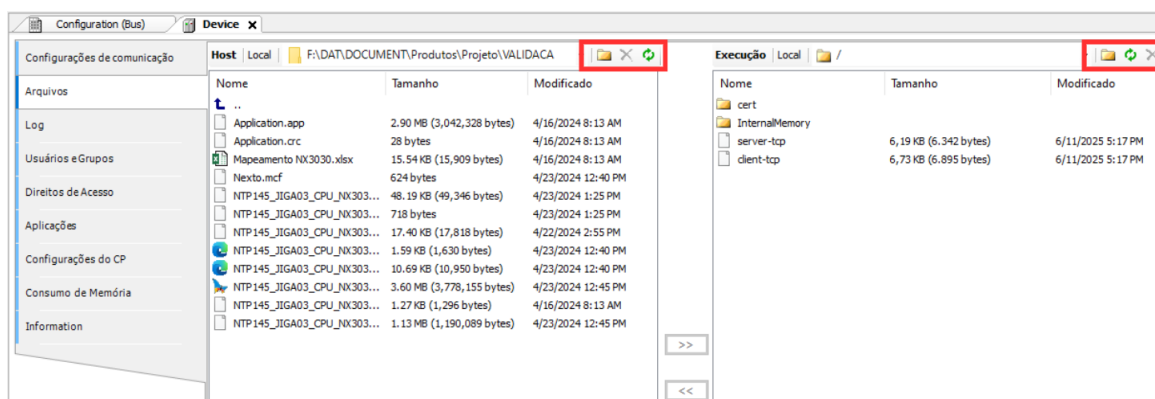 Configuration (Bus) Device X
Configurações de comunicação
Arquivos
Log
Usuários e Grupos
Direitos de Acesso
Aplicações
Configurações do CP
Consumo de Memória
Information
Host Local F:\DAT\DOCUMENT\Produtos\Projeto\VALIDACA
Nome Tamanho Modificado
..
Application.app 2.90 MB (3,042,328 bytes) 4/16/2024 8:13 AM
Application.crc 28 bytes 4/16/2024 8:13 AM
Mapeamento NX3030.xlsx 15.54 KB (15,909 bytes) 4/16/2024 8:13 AM
Nexto.mcf 624 bytes 4/23/2024 12:40 PM
NTP145_JIGA03_CPU_NX303... 48.19 KB (49,346 bytes) 4/23/2024 1:25 PM
NTP145_JIGA03_CPU_NX303... 718 bytes 4/23/2024 1:25 PM
NTP145_JIGA03_CPU_NX303... 17.40 KB (17,818 bytes) 4/22/2024 2:55 PM
NTP145_JIGA03_CPU_NX303... 1.59 KB (1,630 bytes) 4/23/2024 12:40 PM
NTP145_JIGA03_CPU_NX303... 10.69 KB (10,950 bytes) 4/23/2024 12:40 PM
NTP145_JIGA03_CPU_NX303... 3.60 MB (3,778,155 bytes) 4/23/2024 12:45 PM
NTP145_JIGA03_CPU_NX303... 1.27 KB (1,296 bytes) 4/16/2024 8:13 AM
NTP145_JIGA03_CPU_NX303... 1.13 MB (1,190,089 bytes) 4/23/2024 12:45 PM
>>
<<
Execução Local /
Nome Tamanho Modificado
cert
InternalMemory
server-tcp 6,19 KB (6.342 bytes) 6/11/2025 5:17 PM
client-tcp 6,73 KB (6.895 bytes) 6/11/2025 5:17 PM